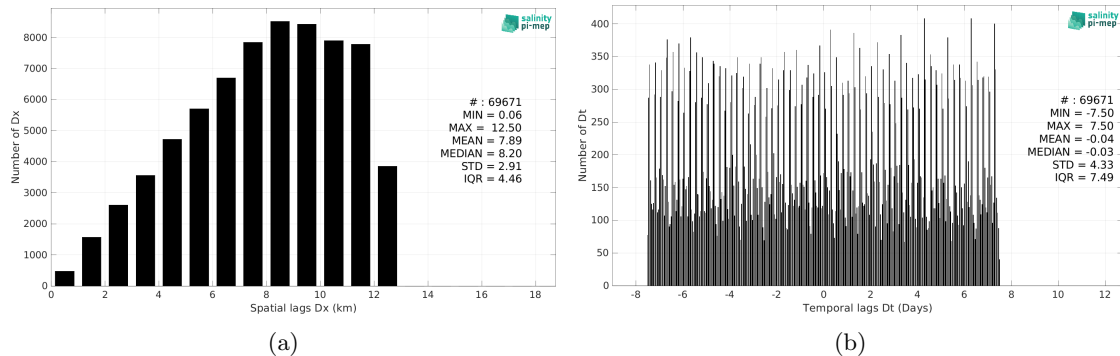 salinity
pi-mep
8000
7000
6000
5000
4000
3000
2000
1000
0
Number of Dx
# : 69671
MIN = 0.06
MAX = 12.50
MEAN = 7.89
MEDIAN = 8.20
STD = 2.91
IQR = 4.46
0 2 4 6 8 10 12 14 16 18
Spatial lags Dx (km)
(a)
salinity
pi-mep
400
350
300
250
200
150
100
50
0
Number of Dt
# : 69671
MIN = -7.50
MAX = 7.50
MEAN = -0.04
MEDIAN = -0.03
STD = 4.33
IQR = 7.49
-8 -6 -4 -2 0 2 4 6 8 10 12
Temporal lags Dt (Days)
(b)